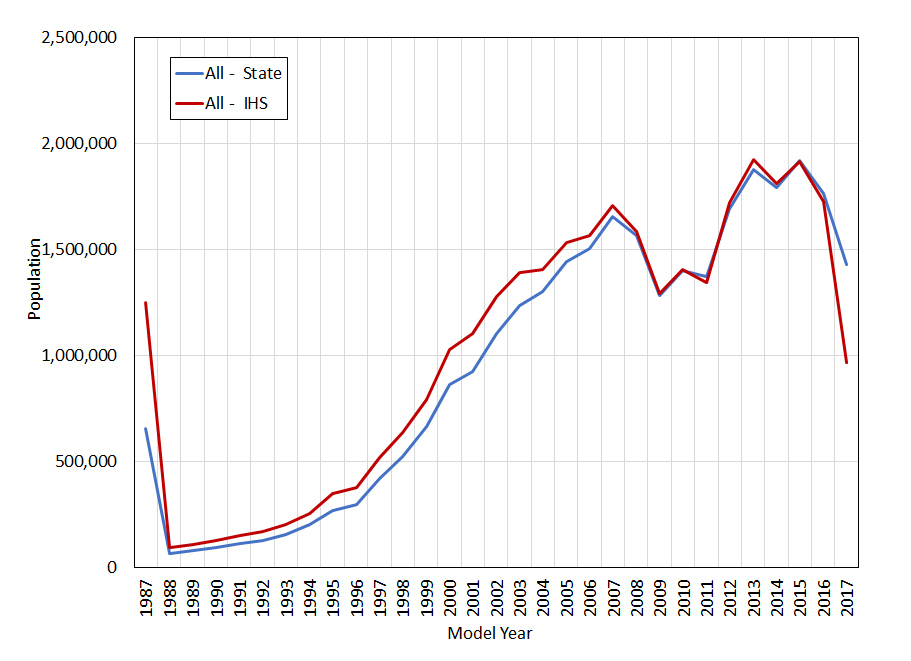 2,500,000
2,000,000
1,500,000
1,000,000
500,000
0
Population
All -  State
All -  IHS
1987 1988 1989 1990 1991 1992 1993 1994 1995 1996 1997 1998 1999 2000 2001 2002 2003 2004 2005 2006 2007 2008 2009 2010 2011 2012 2013 2014 2015 2016 2017
Model Year